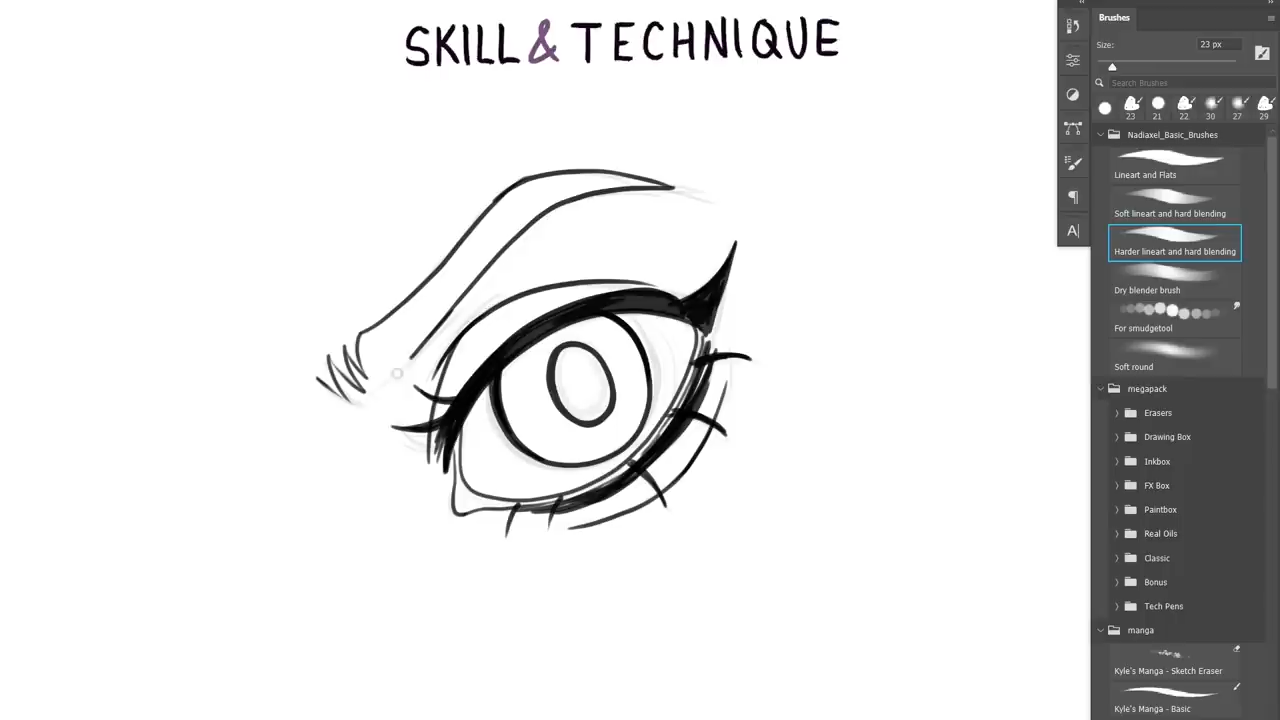 SKILL & TECHNIQUE
Brushes
Size:
23 px
Search Brushes
23 21 22 30 27 29
Nadiaxel_Basic_Brushes
Lineart and Flats
Soft lineart and hard blending
Harder lineart and hard blending
Dry blender brush
For smudgetool
Soft round
megapack
Erasers
Drawing Box
Inkbox
FX Box
Paintbox
Real Oils
Classic
Bonus
Tech Pens
manga
Kyle's Manga - Sketch Eraser
Kyle's Manga - Basic